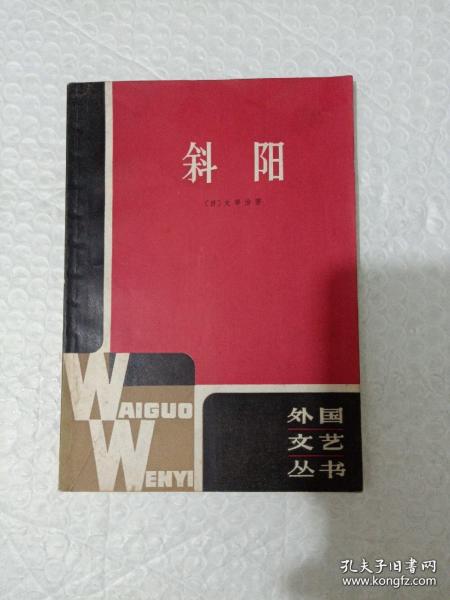 斜阳
〔日〕太宰治著
WAIGUO
WENYI
外国
文艺
丛书
孔夫子旧书网
www.kongfz.com